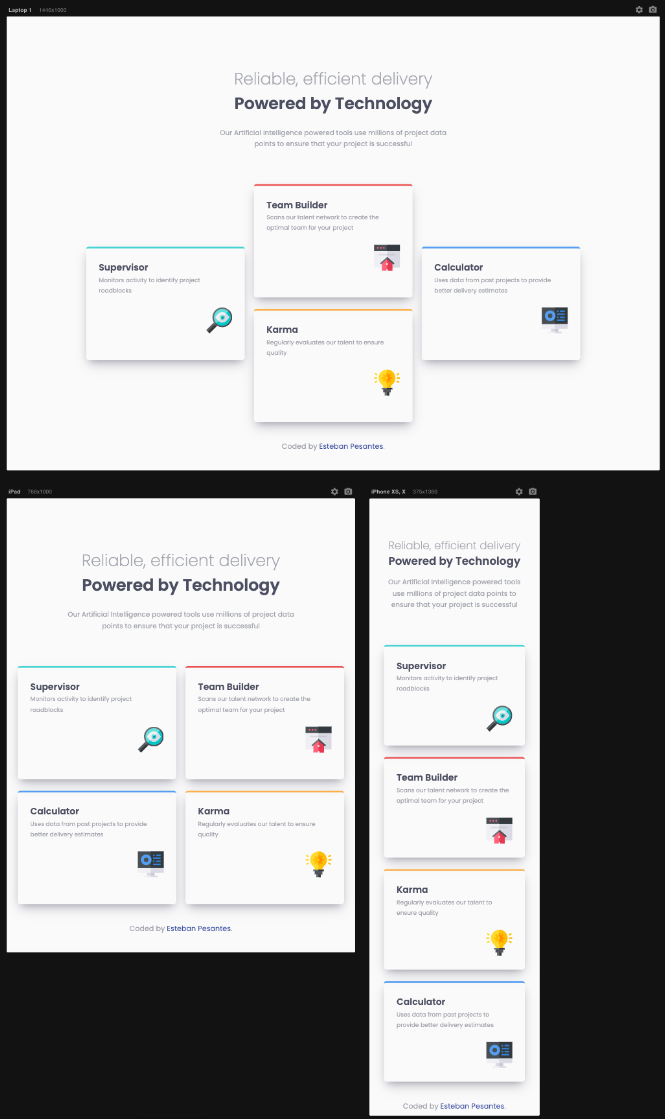 Laptop 1 1440x1000
Reliable, efficient delivery
Powered by Technology
Our Artificial Intelligence powered tools use millions of project data
points to ensure that your project is successful
Team Builder
Scans our talent network to create the
optimal team for your project
Supervisor
Monitors activity to identify project
roadblocks
Calculator
Uses data from past projects to provide
better delivery estimates
Karma
Regularly evaluates our talent to ensure
quality
Coded by Esteban Pesantes.
iPad 768x1000
Reliable, efficient delivery
Powered by Technology
Our Artificial Intelligence powered tools use millions of project data
points to ensure that your project is successful
Supervisor
Monitors activity to identify project
roadblocks
Team Builder
Scans our talent network to create the
optimal team for your project
Calculator
Uses data from past projects to provide
better delivery estimates
Karma
Regularly evaluates our talent to ensure
quality
Coded by Esteban Pesantes.
iPhone XS, X
Reliable, efficient delivery
Powered by Technology
Our Artificial Intelligence powered tools
use millions of project data points to
ensure that your project is successful
Supervisor
Monitors activity to identify project
roadblocks
Team Builder
Scans our talent network to create the
optimal team for your project
Karma
Regularly evaluates our talent to
ensure quality
Calculator
Uses data from past projects to
provide better delivery estimates
Coded by Esteban Pesantes.